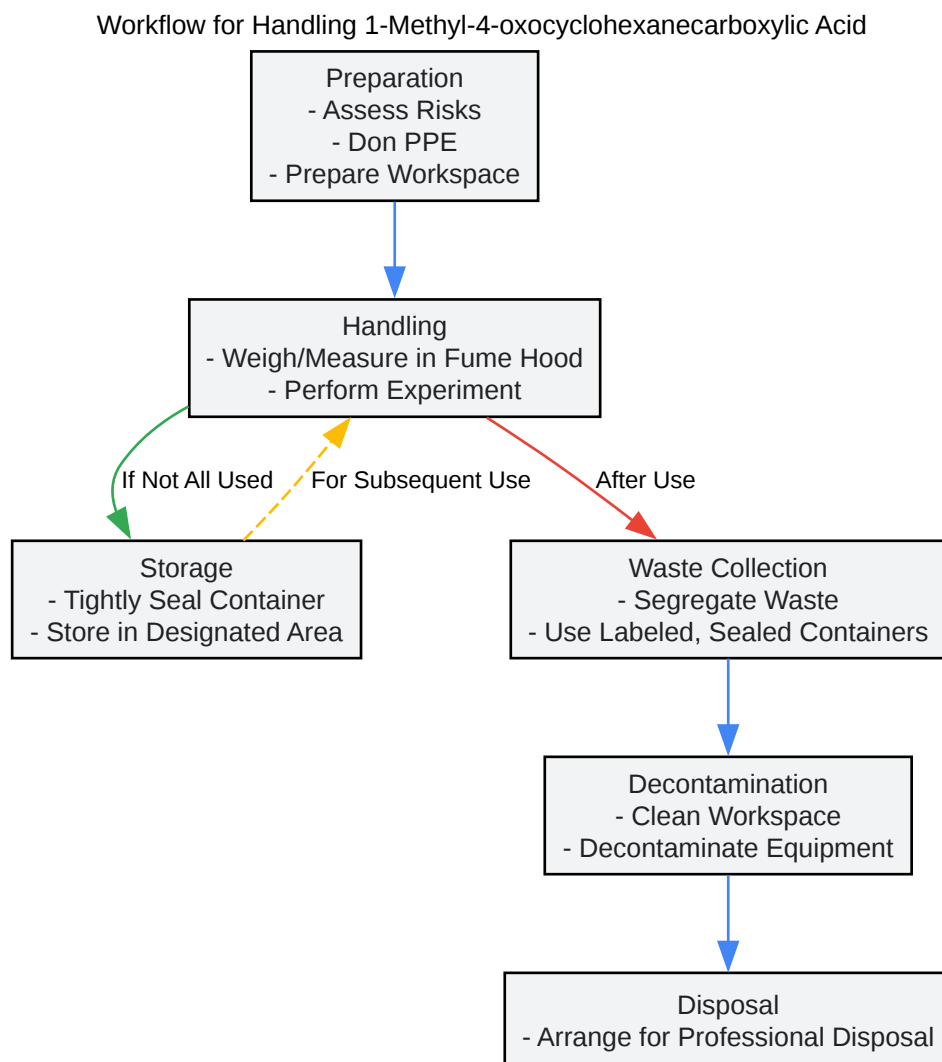 Workflow for Handling 1-Methyl-4-oxocyclohexanecarboxylic Acid
Preparation
- Assess Risks
- Don PPE
- Prepare Workspace
Handling
- Weigh/Measure in Fume Hood
- Perform Experiment
If Not All Used
For Subsequent Use
After Use
Storage
- Tightly Seal Container
- Store in Designated Area
Waste Collection
- Segregate Waste
- Use Labeled, Sealed Containers
Decontamination
- Clean Workspace
- Decontaminate Equipment
Disposal
- Arrange for Professional Disposal